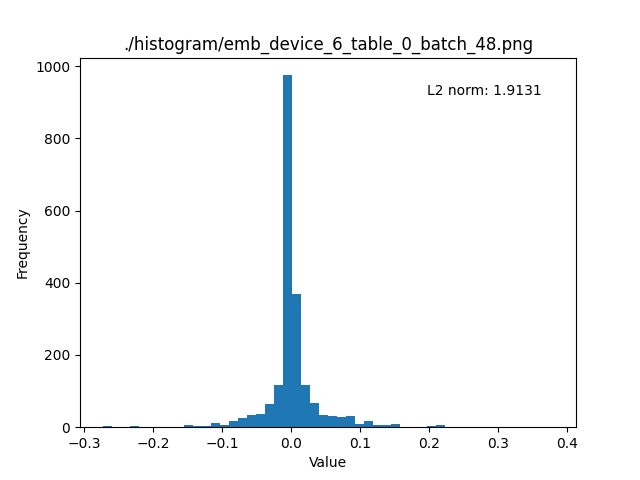 ./histogram/emb_device_6_table_0_batch_48.png
L2 norm: 1.9131
Frequency
1000
800
600
400
200
0
−0.3 −0.2 −0.1 0.0 0.1 0.2 0.3 0.4
Value